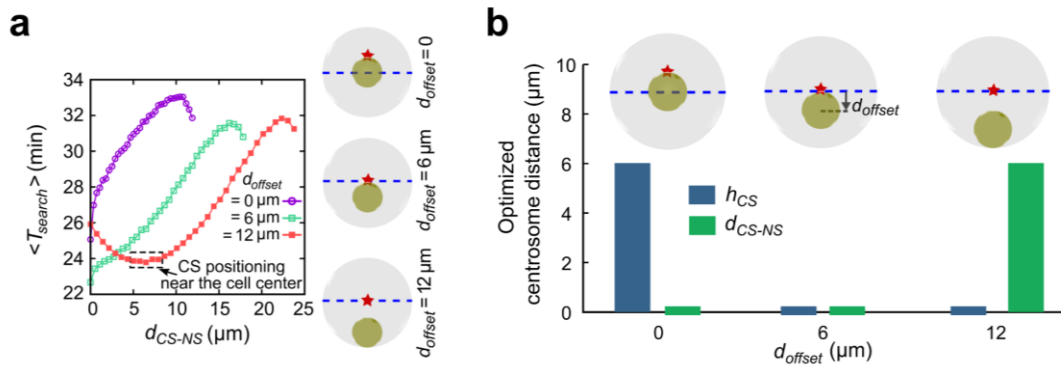 a
34
32
30
28
26
24
22
<T_search> (min)
d_offset
= 0 μm
= 6 μm
= 12 μm
CS positioning
near the cell center
0 5 10 15 20 25
d_CS-NS (μm)
d_offset = 0
d_offset = 6 μm
d_offset = 12 μm
b
10
8
6
4
2
0
Optimized
centrosome distance (μm)
d_offset
h_CS
d_CS-NS
0 6 12
d_offset (μm)